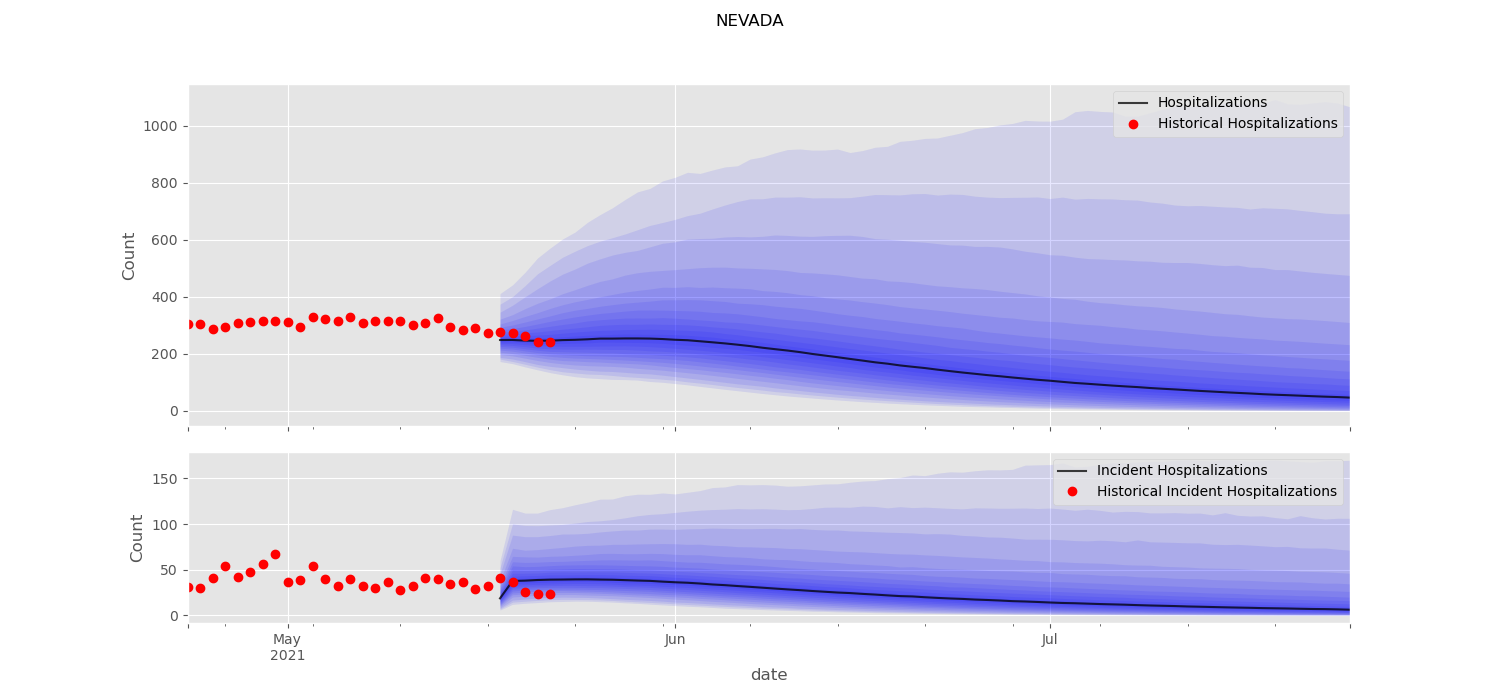 NEVADA
Hospitalizations
Historical Hospitalizations
1000
800
600
400
200
0
Count
Incident Hospitalizations
Historical Incident Hospitalizations
150
100
50
0
Count
May Jun Jul
2021
date